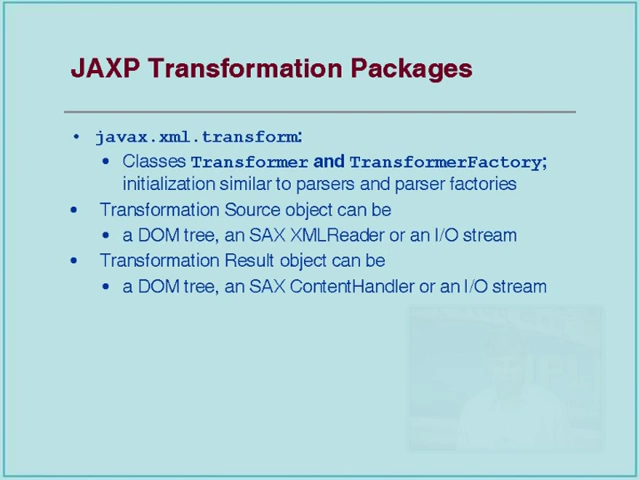 JAXP Transformation Packages
• javax.xml.transform:
• Classes Transformer and TransformerFactory;
initialization similar to parsers and parser factories
• Transformation Source object can be
• a DOM tree, an SAX XMLReader or an I/O stream
• Transformation Result object can be
• a DOM tree, an SAX ContentHandler or an I/O stream